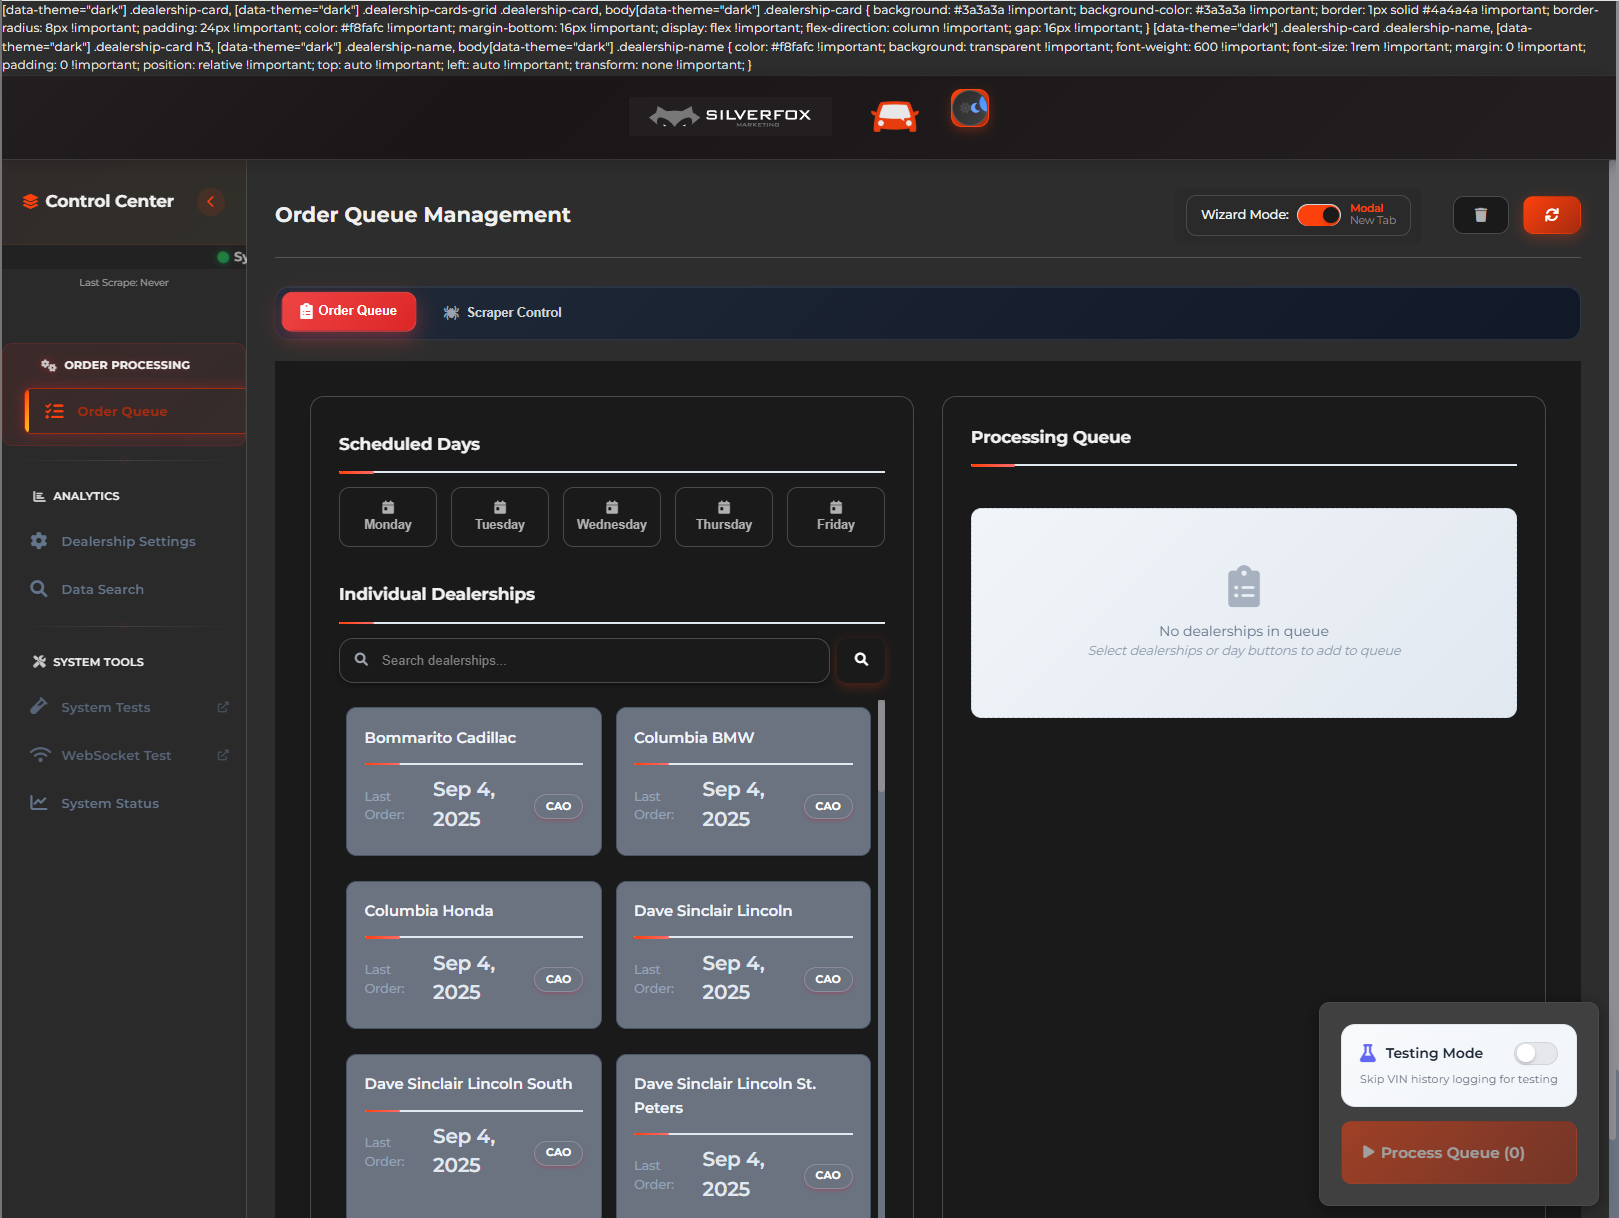 [data-theme="dark"] .dealership-card, [data-theme="dark"] .dealership-cards-grid .dealership-card, body[data-theme="dark"] .dealership-card { background: #3a3a3a !important; background-color: #3a3a3a !important; border: 1px solid #4a4a4a !important; border-
radius: 8px !important; padding: 24px !important; color: #f8fafc !important; margin-bottom: 16px !important; display: flex !important; flex-direction: column !important; gap: 16px !important; } [data-theme="dark"] .dealership-card .dealership-name, [data-
theme="dark"] .dealership-card h3, [data-theme="dark"] .dealership-name, body[data-theme="dark"] .dealership-name { color: #f8fafc !important; background: transparent !important; font-weight: 600 !important; font-size: 1rem !important; margin: 0 !important;
padding: 0 !important; position: relative !important; top: auto !important; left: auto !important; transform: none !important; }
SILVERFOX
MARKETING
Control Center
Sy
Last Scrape: Never
ORDER PROCESSING
Order Queue
ANALYTICS
Dealership Settings
Data Search
SYSTEM TOOLS
System Tests
WebSocket Test
System Status
Order Queue Management
Wizard Mode:
Modal
New Tab
Order Queue
Scraper Control
Scheduled Days
Monday
Tuesday
Wednesday
Thursday
Friday
Individual Dealerships
Search dealerships...
Bommarito Cadillac
Last
Order:
Sep 4,
2025
CAO
Columbia BMW
Last
Order:
Sep 4,
2025
CAO
Columbia Honda
Last
Order:
Sep 4,
2025
CAO
Dave Sinclair Lincoln
Last
Order:
Sep 4,
2025
CAO
Dave Sinclair Lincoln South
Last
Order:
Sep 4,
2025
CAO
Dave Sinclair Lincoln St.
Peters
Last
Order:
Sep 4,
2025
CAO
Processing Queue
No dealerships in queue
Select dealerships or day buttons to add to queue
Testing Mode
Skip VIN history logging for testing
Process Queue (0)